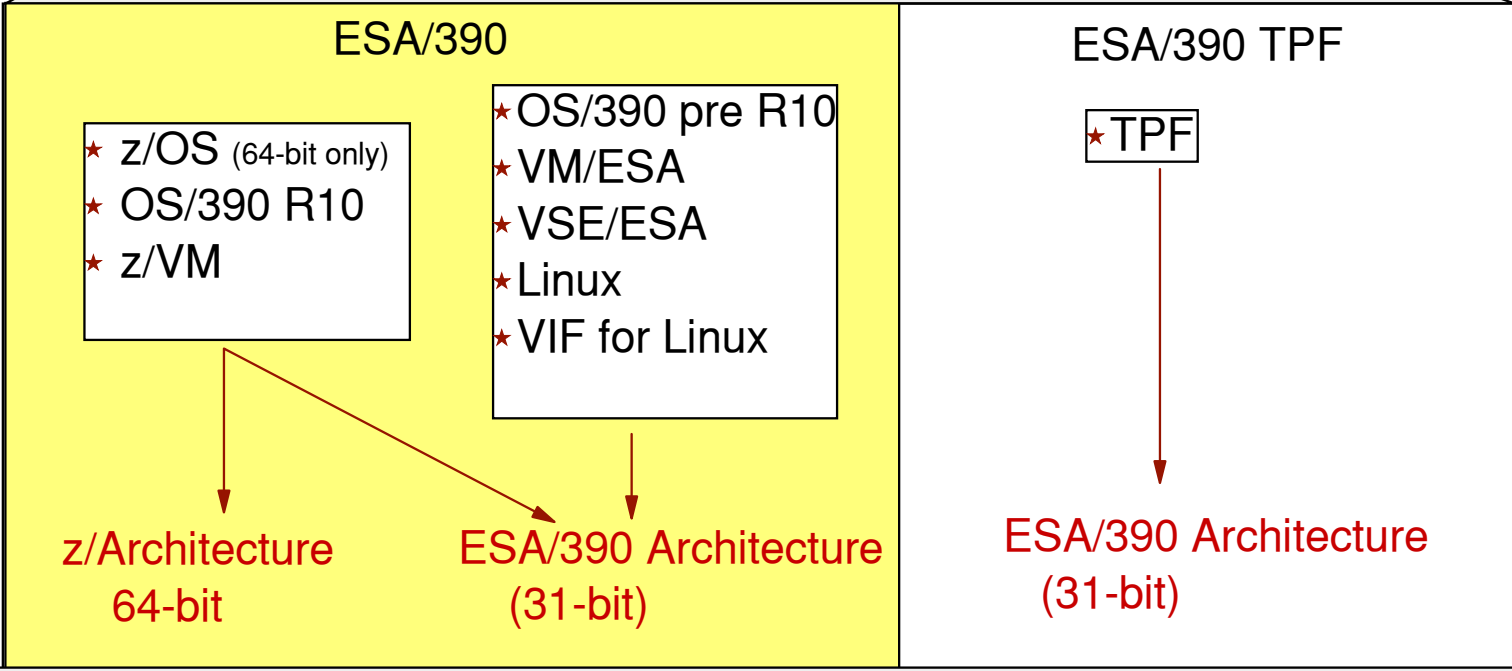 ESA/390
z/OS (64-bit only)
OS/390 R10
z/VM
OS/390 pre R10
VM/ESA
VSE/ESA
Linux
VIF for Linux
z/Architecture
64-bit
ESA/390 Architecture
(31-bit)
ESA/390 TPF
TPF
ESA/390 Architecture
(31-bit)